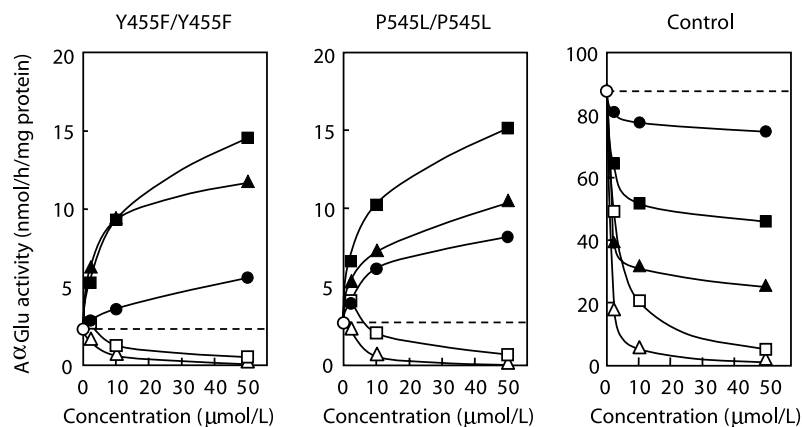 Y455F/Y455F
P545L/P545L
Control
AαGlu activity (nmol/h/mg protein)
20
15
10
5
0
0 10 20 30 40 50
Concentration (μmol/L)
20
15
10
5
0
0 10 20 30 40 50
Concentration (μmol/L)
100
80
60
40
20
0
0 10 20 30 40 50
Concentration (μmol/L)